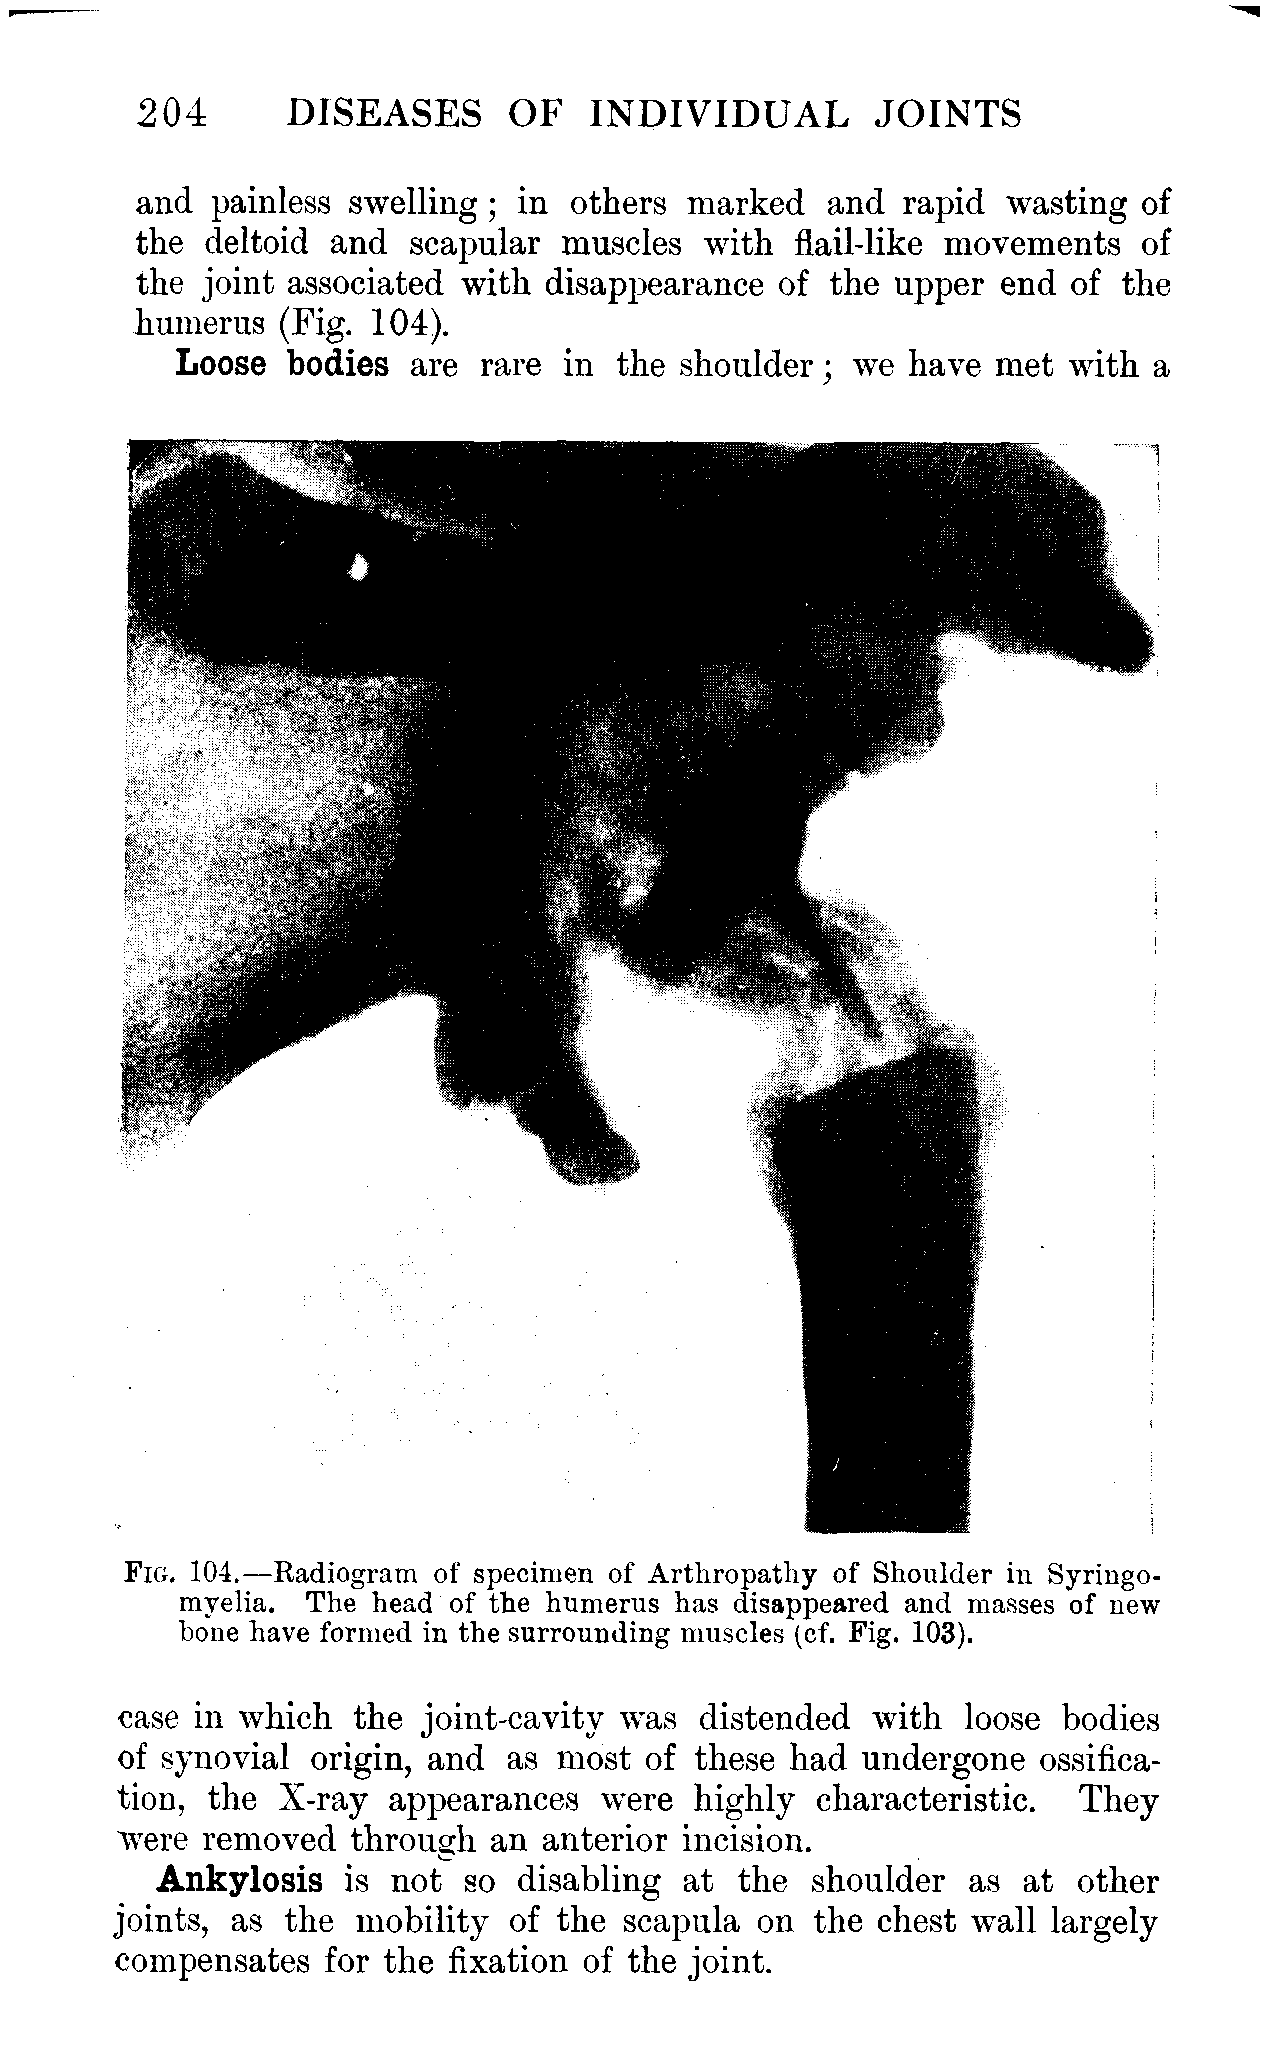 204 DISEASES OF INDIVIDUAL JOINTS
and painless swelling; in others marked and rapid wasting of
the deltoid and scapular muscles with flail-like movements of
the joint associated with disappearance of the upper end of the
humerus (Fig. 104).
Loose bodies are rare in the shoulder; we have met with a
Fig. 104.—Radiogram of specimen of Arthropathy of Shoulder in Syringo-
myelia. The head of the humerus has disappeared and masses of new
bone have formed in the surrounding muscles (cf. Fig. 103).
case in which the joint-cavity was distended with loose bodies
of synovial origin, and as most of these had undergone ossifica-
tion, the X-ray appearances were highly characteristic. They
were removed through an anterior incision.
Ankylosis is not so disabling at the shoulder as at other
joints, as the mobility of the scapula on the chest wall largely
compensates for the fixation of the joint.